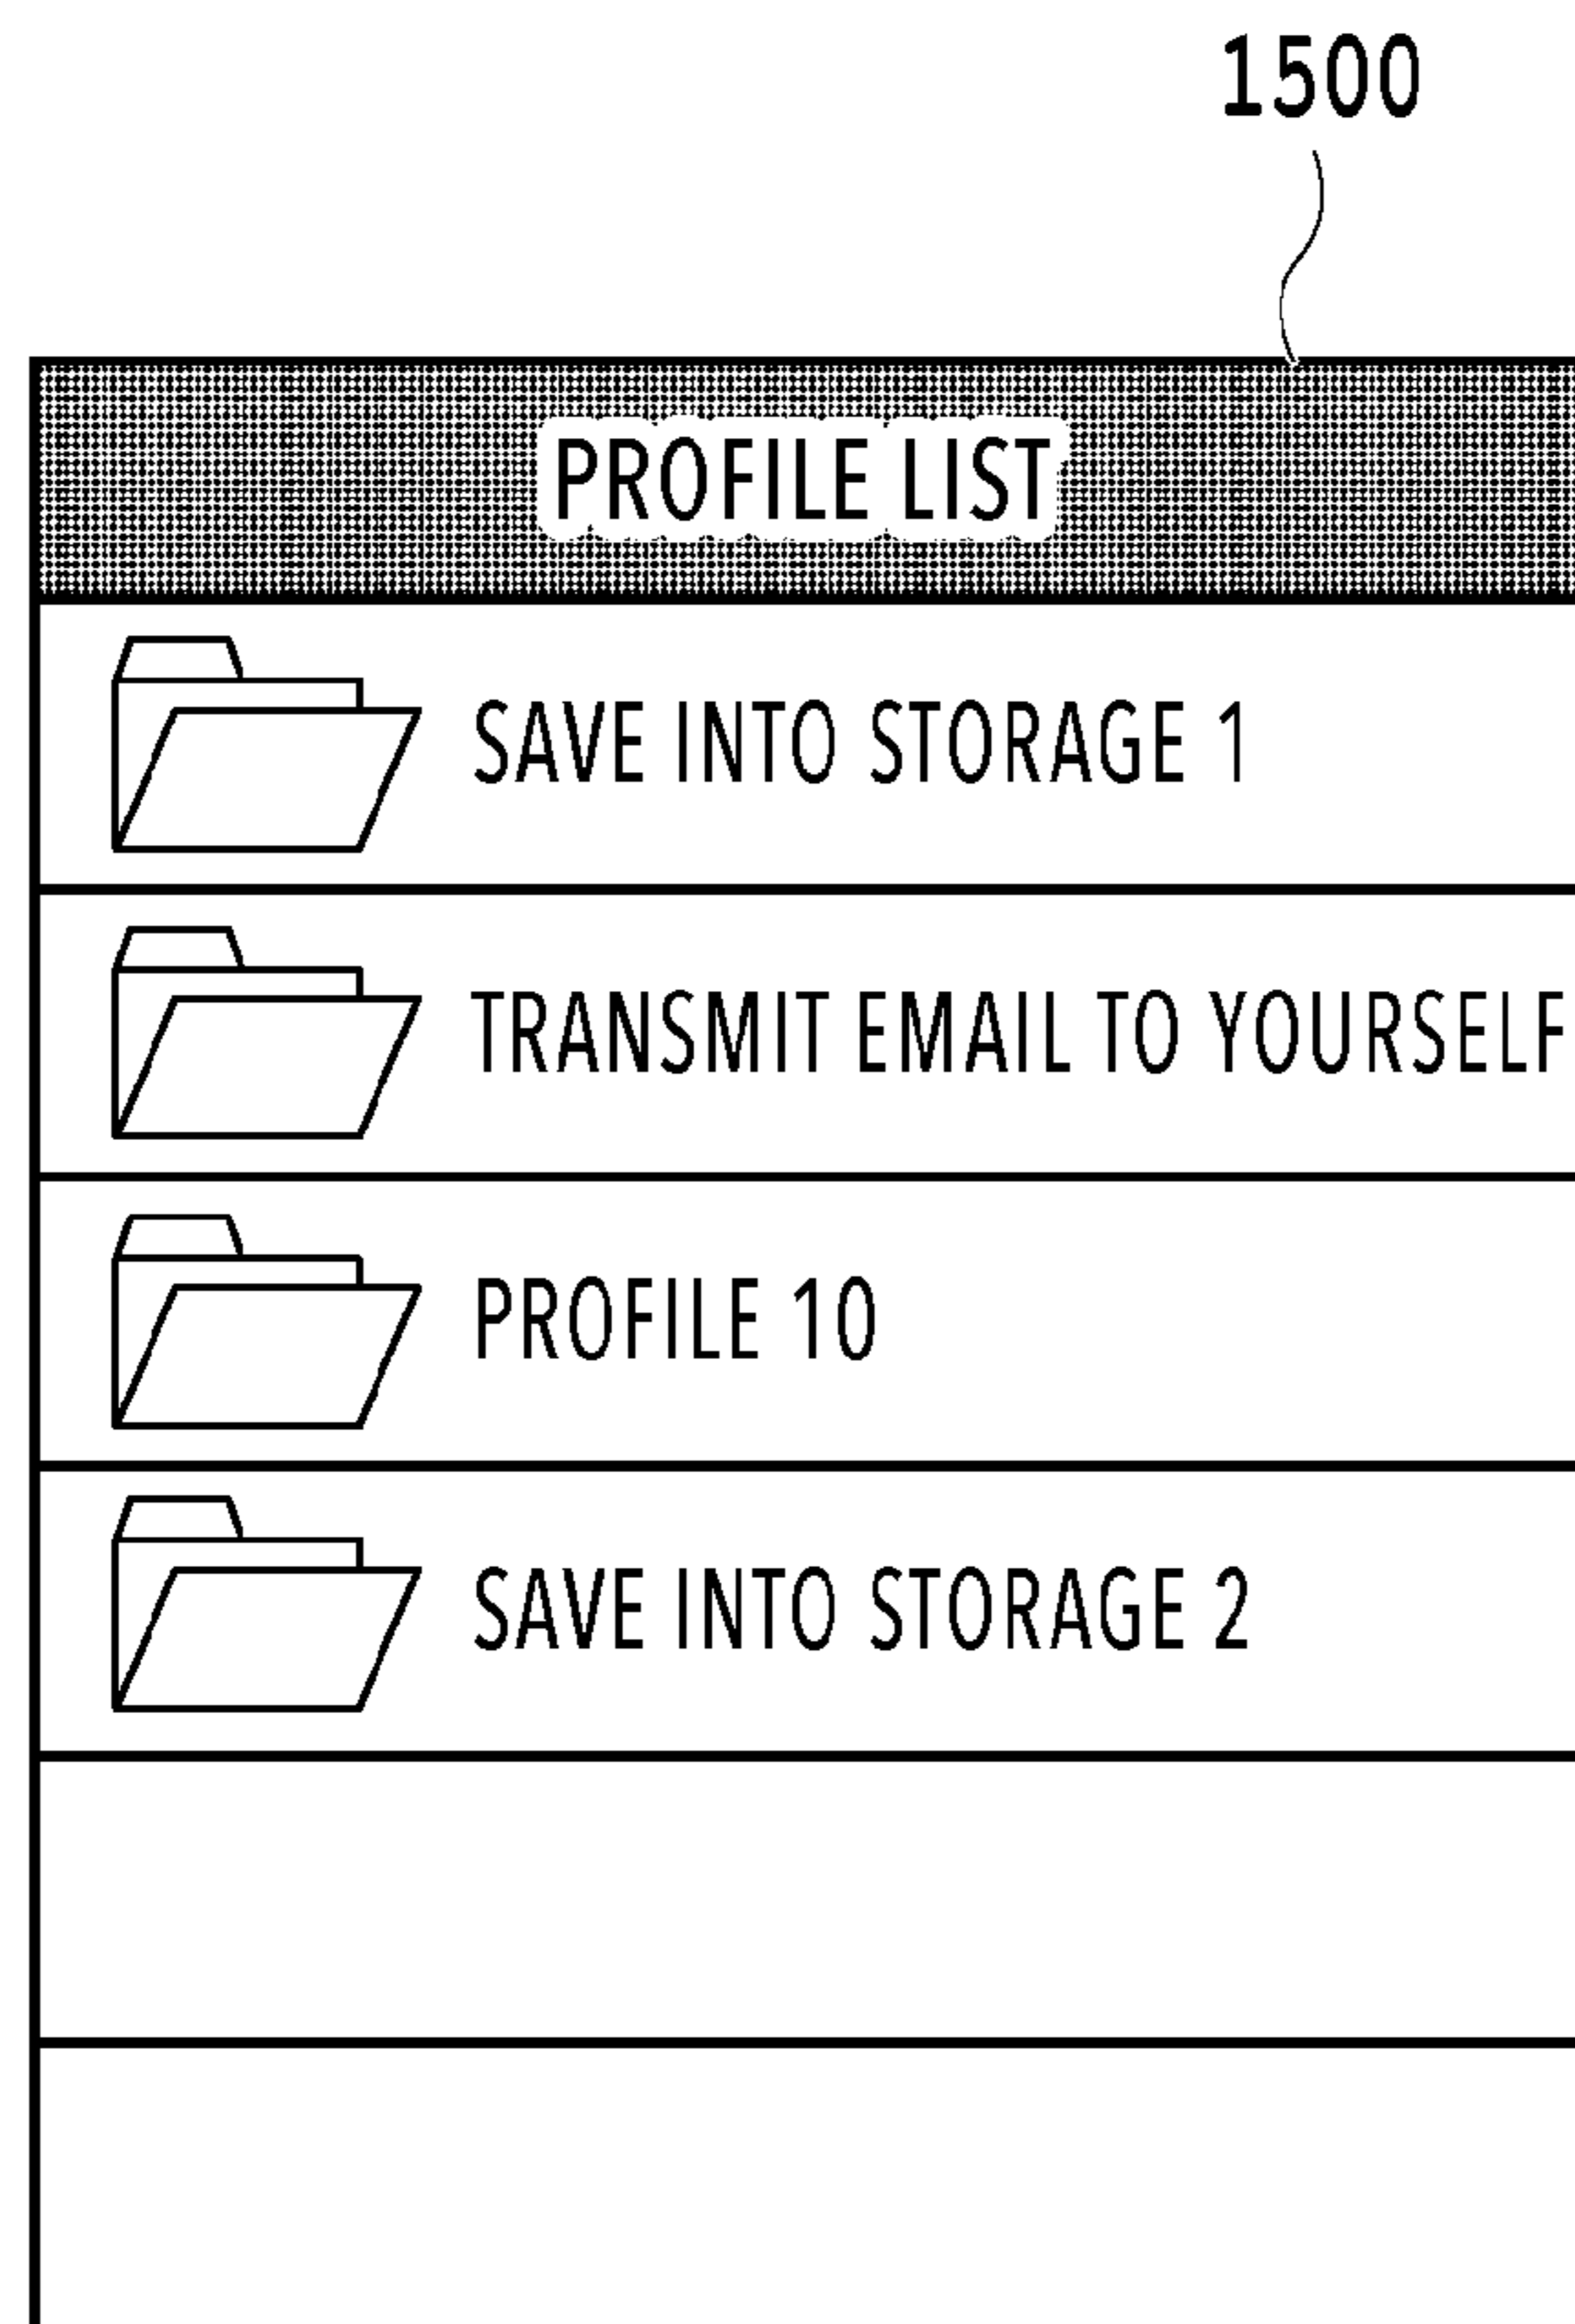 1500
PROFILE LIST
SAVE INTO STORAGE 1
TRANSMIT EMAIL TO YOURSELF
PROFILE 10
SAVE INTO STORAGE 2